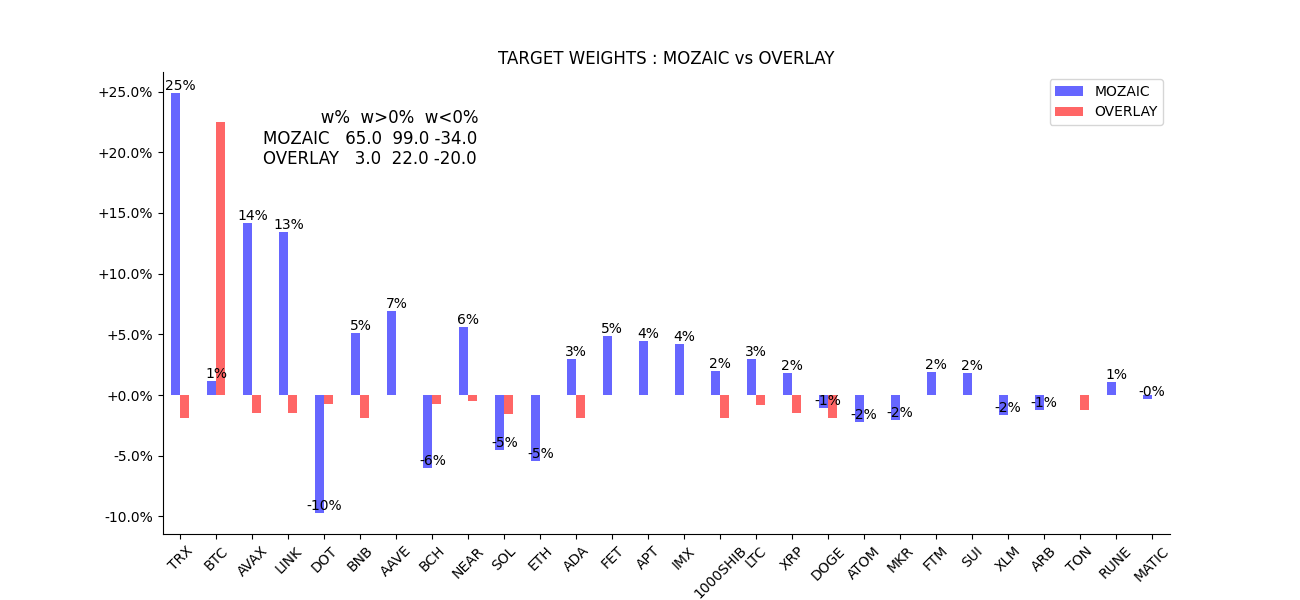 TARGET WEIGHTS : MOZAIC vs OVERLAY
MOZAIC
OVERLAY
w% w>0% w<0%
MOZAIC 65.0 99.0 -34.0
OVERLAY 3.0 22.0 -20.0
+25.0%
+20.0%
+15.0%
+10.0%
+5.0%
+0.0%
-5.0%
-10.0%
25%
1%
14%
13%
-10%
5%
7%
-6%
6%
-5%
-5%
3%
5%
4%
4%
2%
3%
2%
-1%
-2%
-2%
2%
2%
-2%
-1%
1%
-0%
TRX
BTC
AVAX
LINK
DOT
BNB
AAVE
BCH
NEAR
SOL
ETH
ADA
FET
APT
IMX
1000SHIB
LTC
XRP
DOGE
ATOM
MKR
FTM
SUI
XLM
ARB
TON
RUNE
MATIC